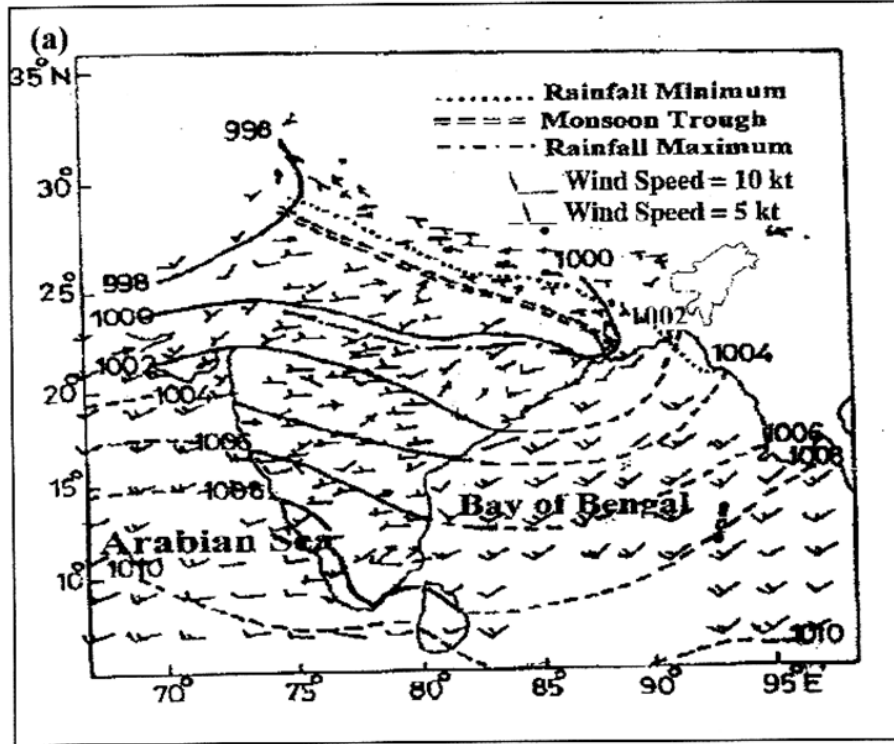 (a)
35°N
Rainfall Minimum
Monsoon Trough
Rainfall Maximum
Wind Speed = 10 kt
Wind Speed = 5 kt
998
30°
1000
998
25°
1000
1002
1002
1004
20°
1004
1006
1006
1008
15°
1008
Bay of Bengal
Arabian Sea
1010
10°
1010
70° 75° 80° 85° 90° 95°E